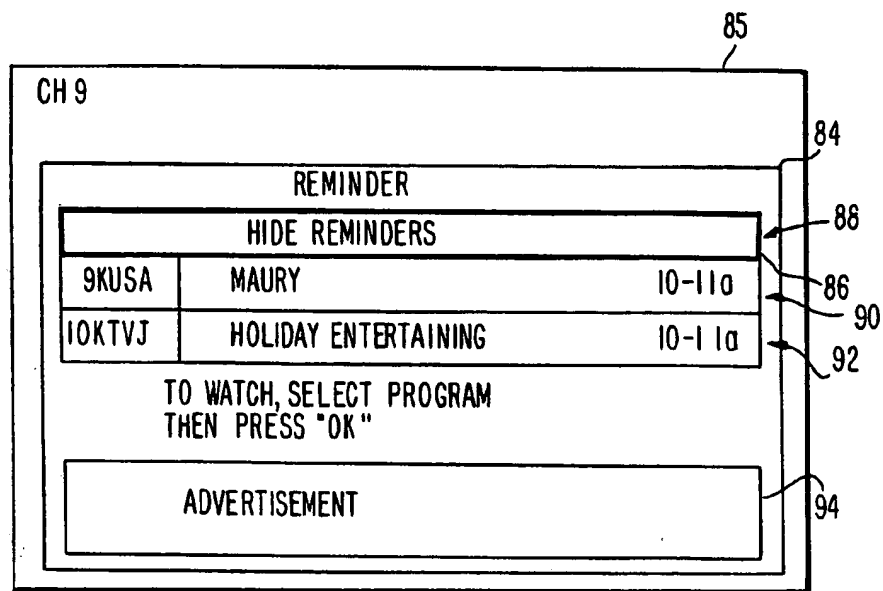 85
CH 9
84
REMINDER
HIDE REMINDERS
88
9KUSA MAURY 10-11a
86
90
10KTVJ HOLIDAY ENTERTAINING 10-11a
92
TO WATCH, SELECT PROGRAM
THEN PRESS "OK"
ADVERTISEMENT
94